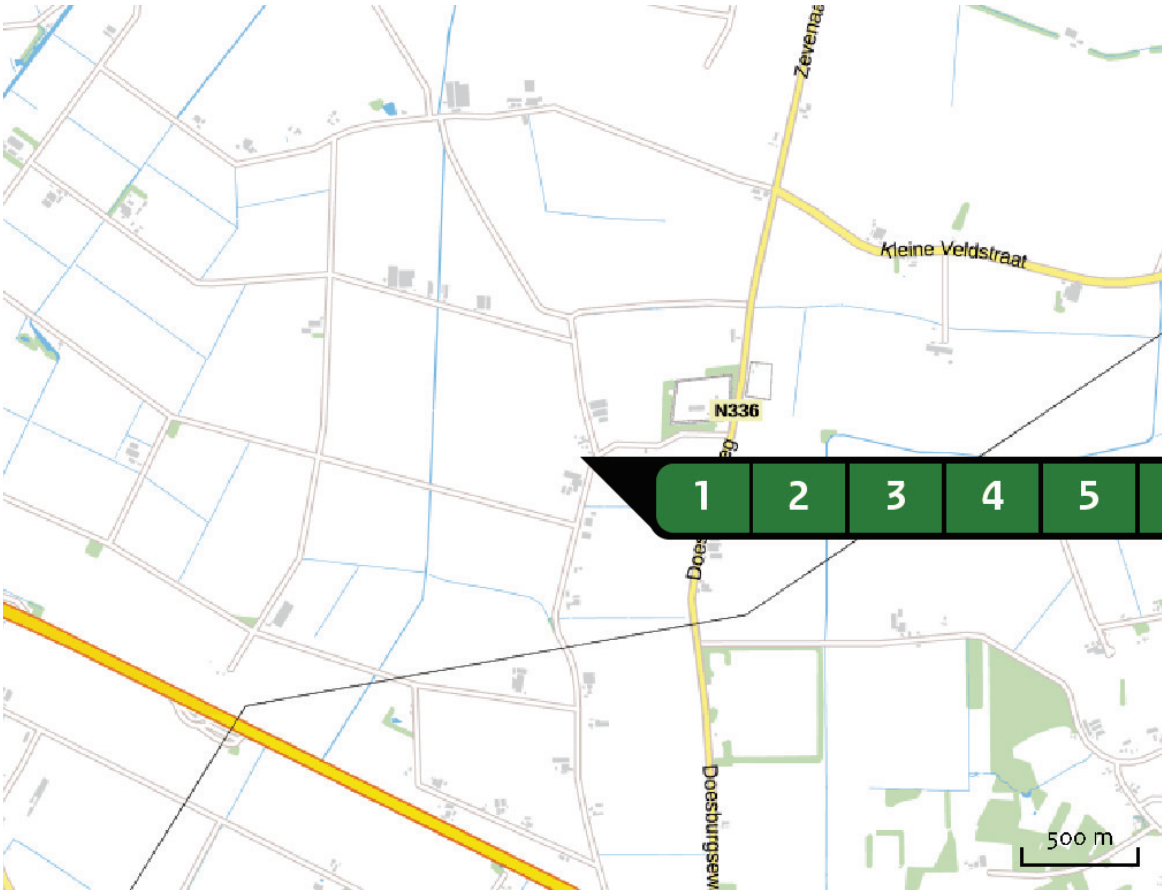 Zevenaa
Kleine Veldstraat
N336
eg
1 2 3 4 5
Does
Doesburgsew
500 m